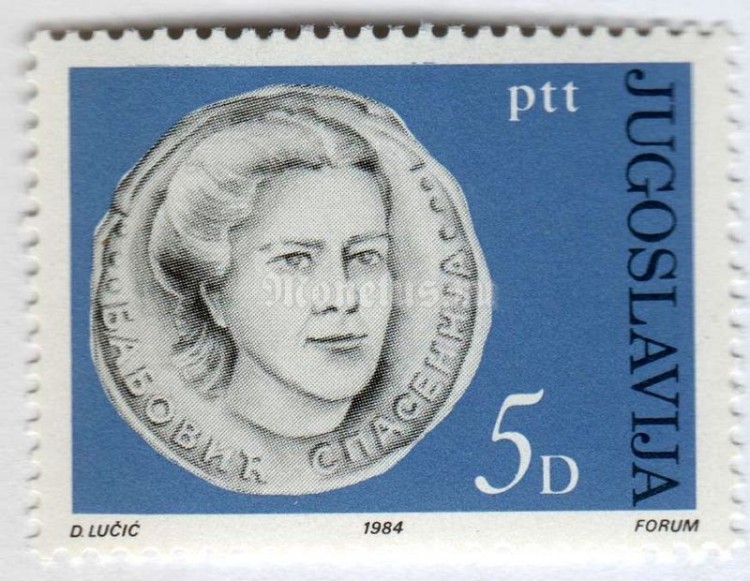 ptt
JUGOSLAVIJA
БАБОВИЋ СПАСЕНИЈА
5D
D. LUČIĆ
1984
FORUM